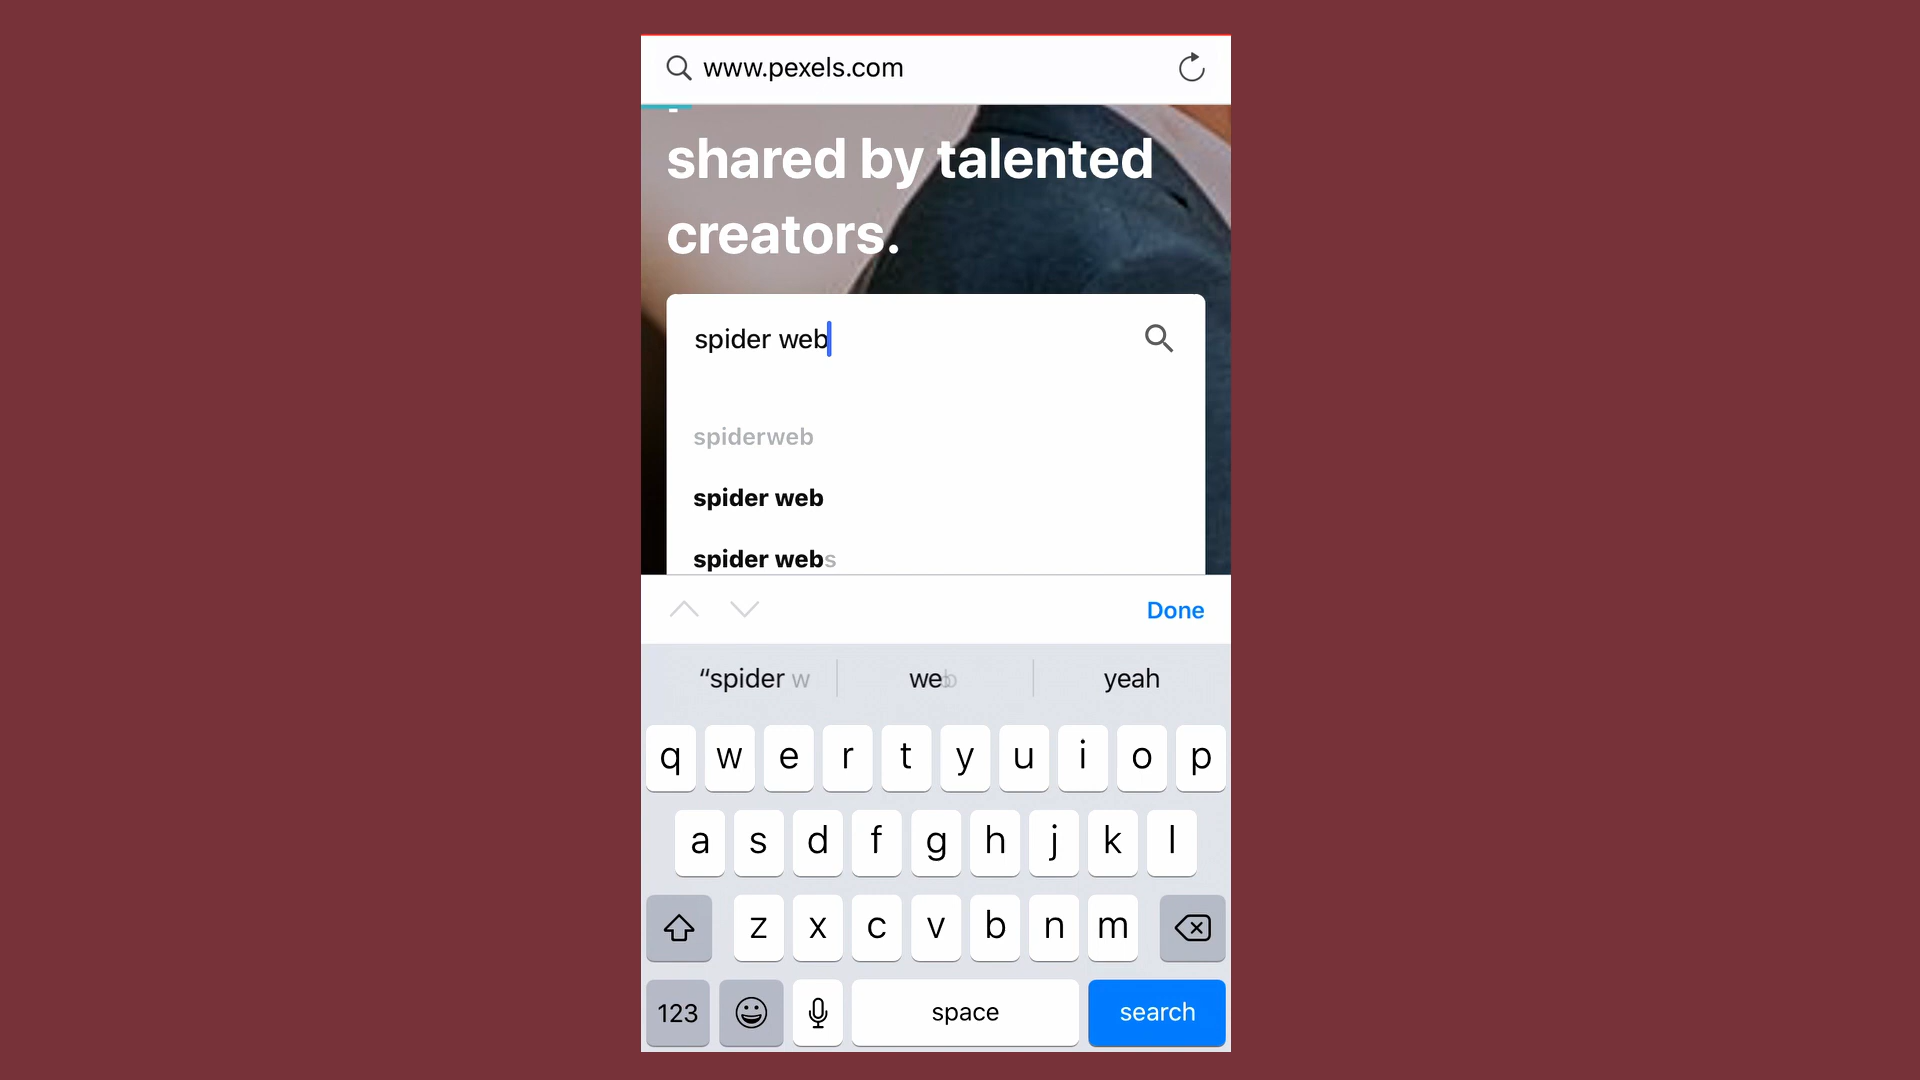 www.pexels.com
shared by talented
creators.
spider web
spiderweb
spider web
spider webs
Done
“spider w web yeah
q w e r t y u i o p
a s d f g h j k l
z x c v b n m
123 space search